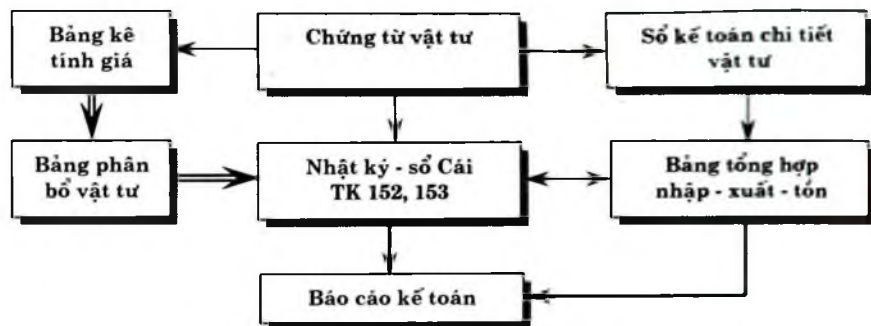 Bảng kê
tính giá
Chứng từ vật tư
Sổ kế toán chi tiết
vật tư
Bảng phân
bổ vật tư
Nhật ký - sổ Cái
TK 152, 153
Bảng tổng hợp
nhập - xuất - tồn
Báo cáo kế toán